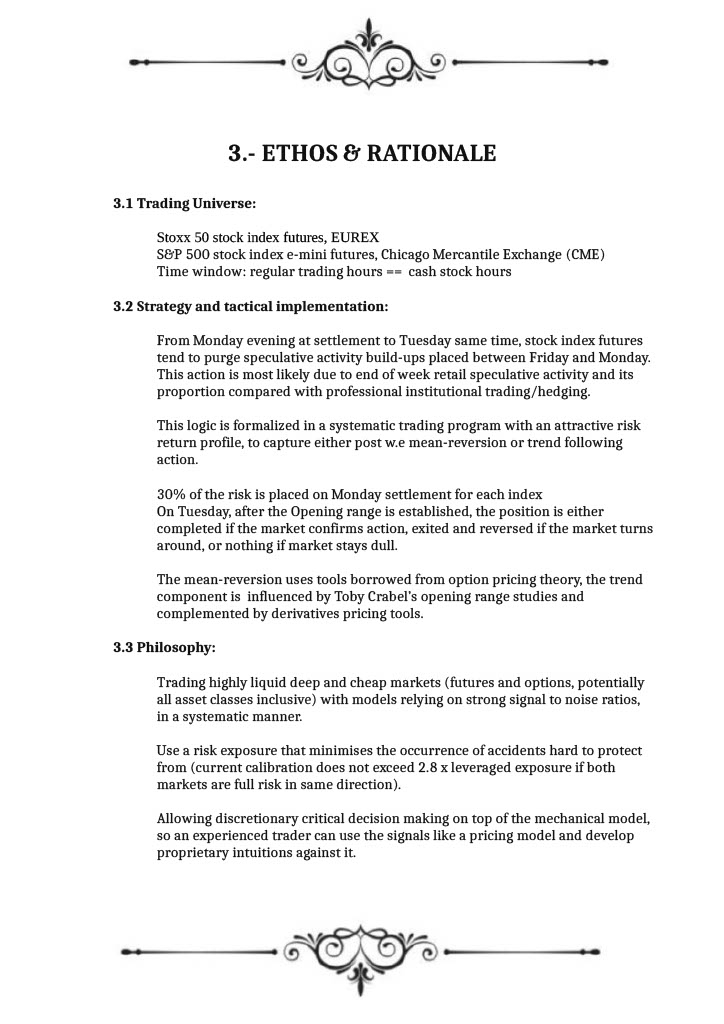 3.- ETHOS & RATIONALE
3.1 Trading Universe:
Stoxx 50 stock index futures, EUREX
S&P 500 stock index e-mini futures, Chicago Mercantile Exchange (CME)
Time window: regular trading hours ==  cash stock hours
3.2 Strategy and tactical implementation:
From Monday evening at settlement to Tuesday same time, stock index futures
tend to purge speculative activity build-ups placed between Friday and Monday.
This action is most likely due to end of week retail speculative activity and its
proportion compared with professional institutional trading/hedging.
This logic is formalized in a systematic trading program with an attractive risk
return profile, to capture either post w.e mean-reversion or trend following
action.
30% of the risk is placed on Monday settlement for each index
On Tuesday, after the Opening range is established, the position is either
completed if the market confirms action, exited and reversed if the market turns
around, or nothing if market stays dull.
The mean-reversion uses tools borrowed from option pricing theory, the trend
component is  influenced by Toby Crabel's opening range studies and
complemented by derivatives pricing tools.
3.3 Philosophy:
Trading highly liquid deep and cheap markets (futures and options, potentially
all asset classes inclusive) with models relying on strong signal to noise ratios,
in a systematic manner.
Use a risk exposure that minimises the occurrence of accidents hard to protect
from (current calibration does not exceed 2.8 x leveraged exposure if both
markets are full risk in same direction).
Allowing discretionary critical decision making on top of the mechanical model,
so an experienced trader can use the signals like a pricing model and develop
proprietary intuitions against it.